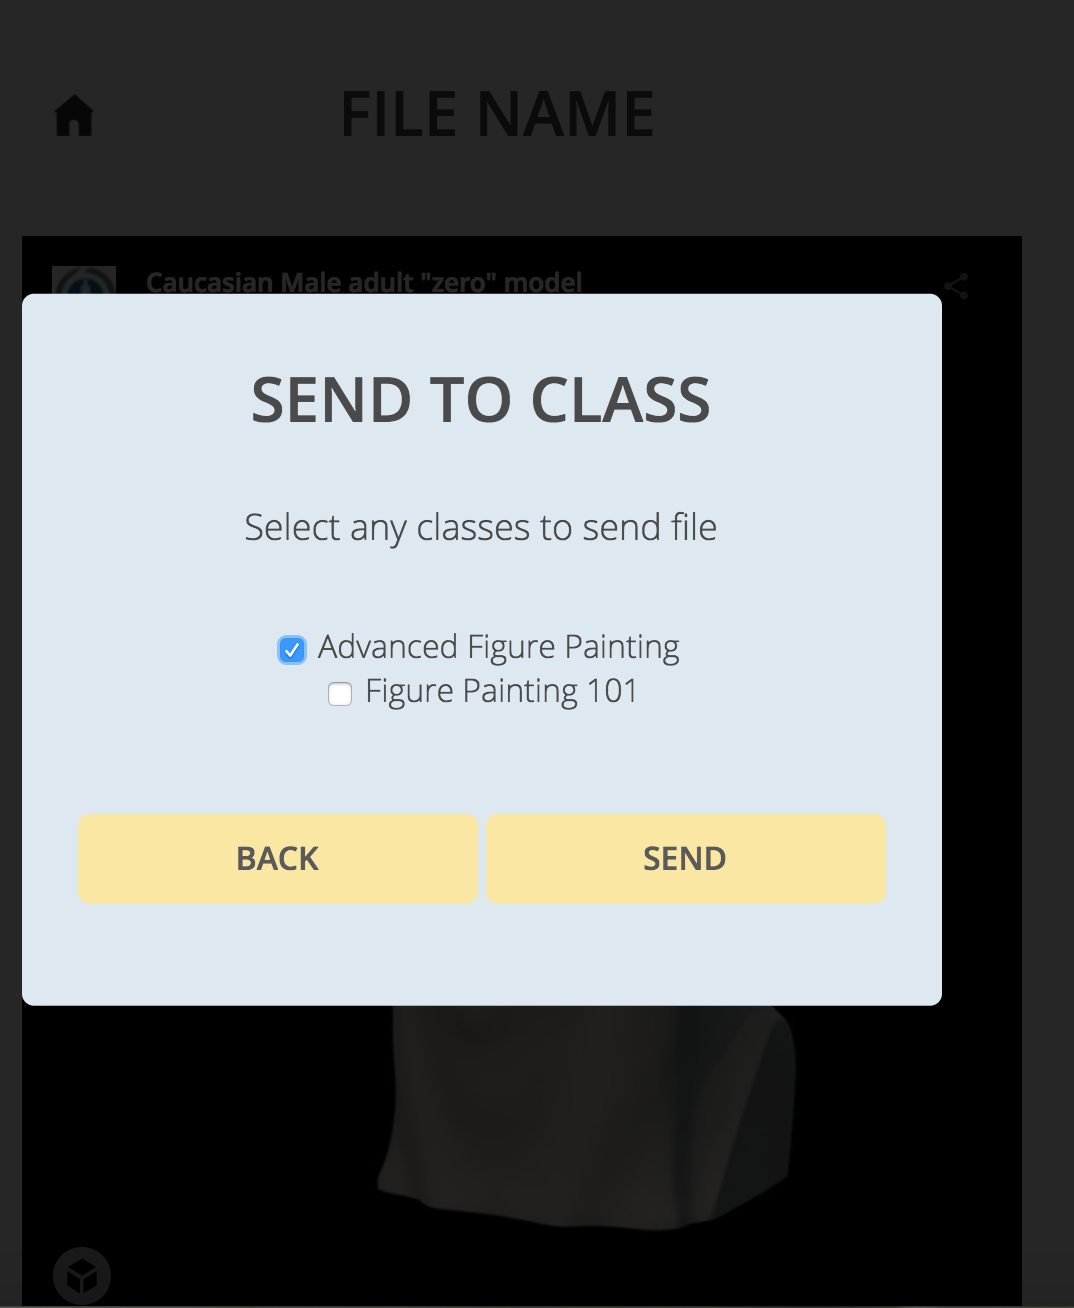 FILE NAME
Caucasian Male adult "zero" model
SEND TO CLASS
Select any classes to send file
Advanced Figure Painting
Figure Painting 101
BACK
SEND